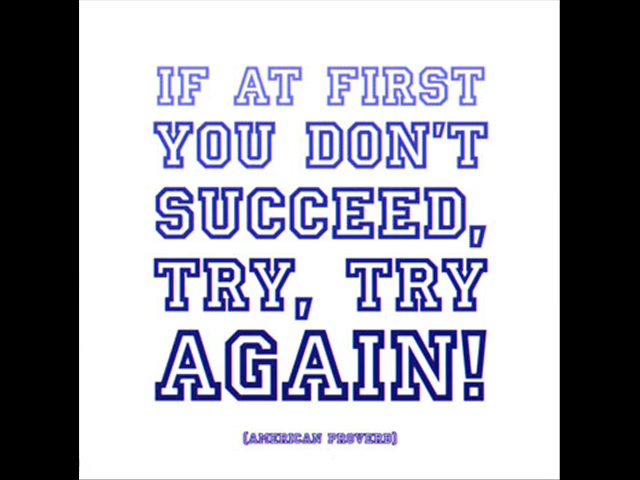 IF AT FIRST
YOU DON'T
SUCCEED,
TRY, TRY
AGAIN!
(AMERICAN PROVERB)